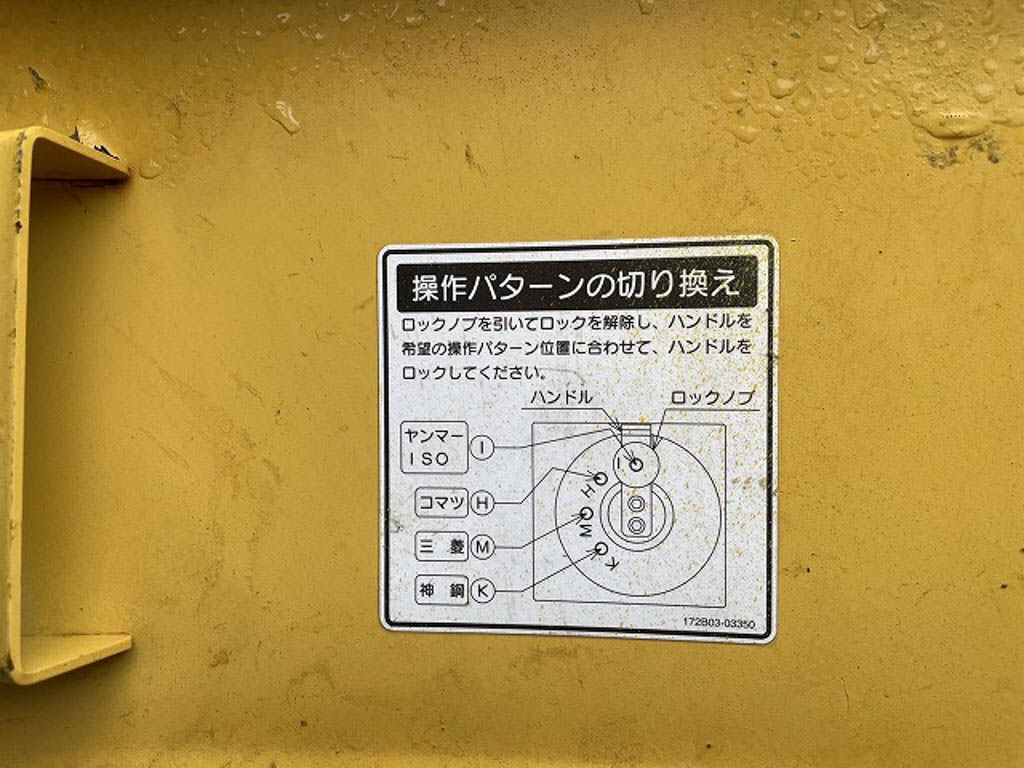 操作パターンの切り換え
ロックノブを引いてロックを解除し、ハンドルを
希望の操作パターン位置に合わせて、ハンドルを
ロックしてください。
ハンドル ロックノブ
ヤンマー
ISO
I
コマツ H
三菱 M
神鋼 K
I
H
M
K
172B03-03350